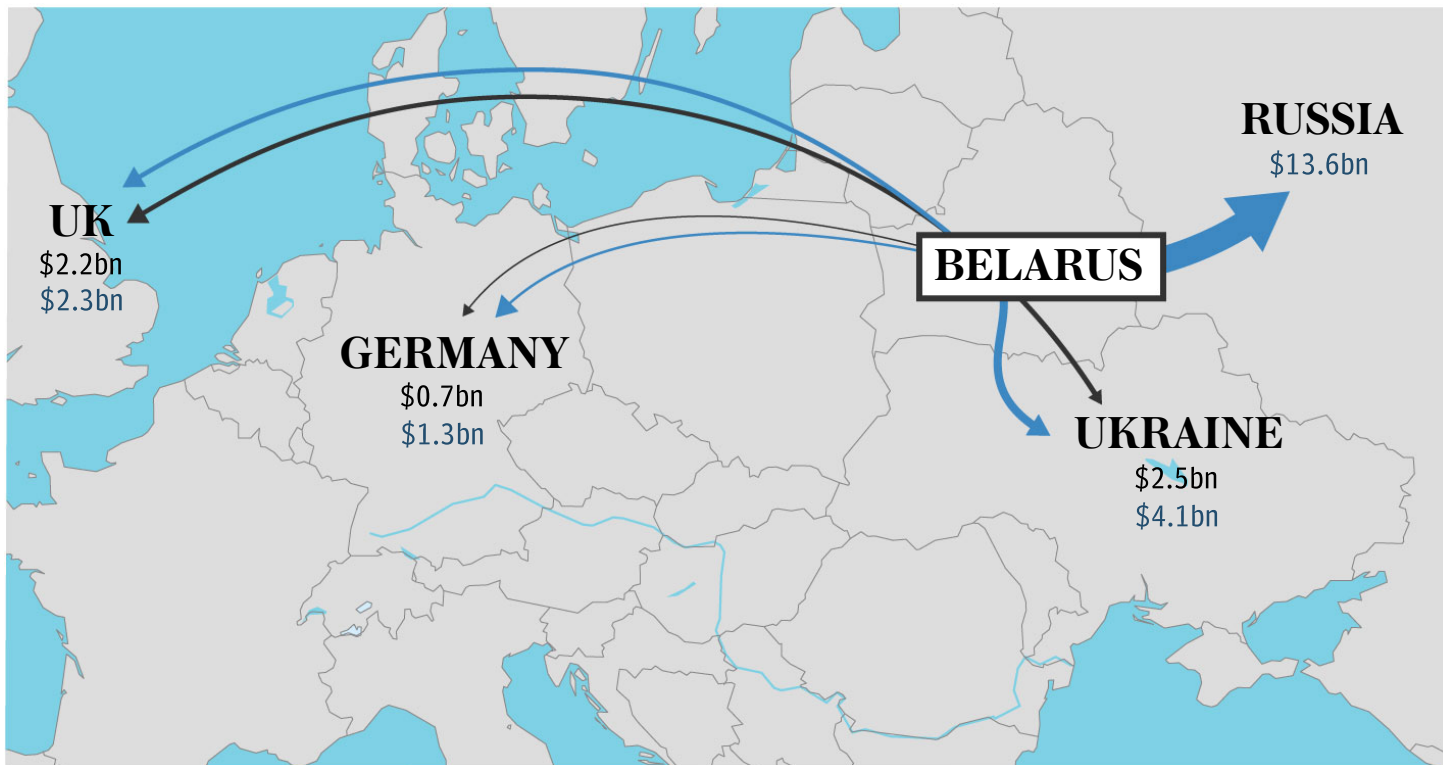 RUSSIA
$13.6bn
UK
$2.2bn
$2.3bn
BELARUS
GERMANY
$0.7bn
$1.3bn
UKRAINE
$2.5bn
$4.1bn